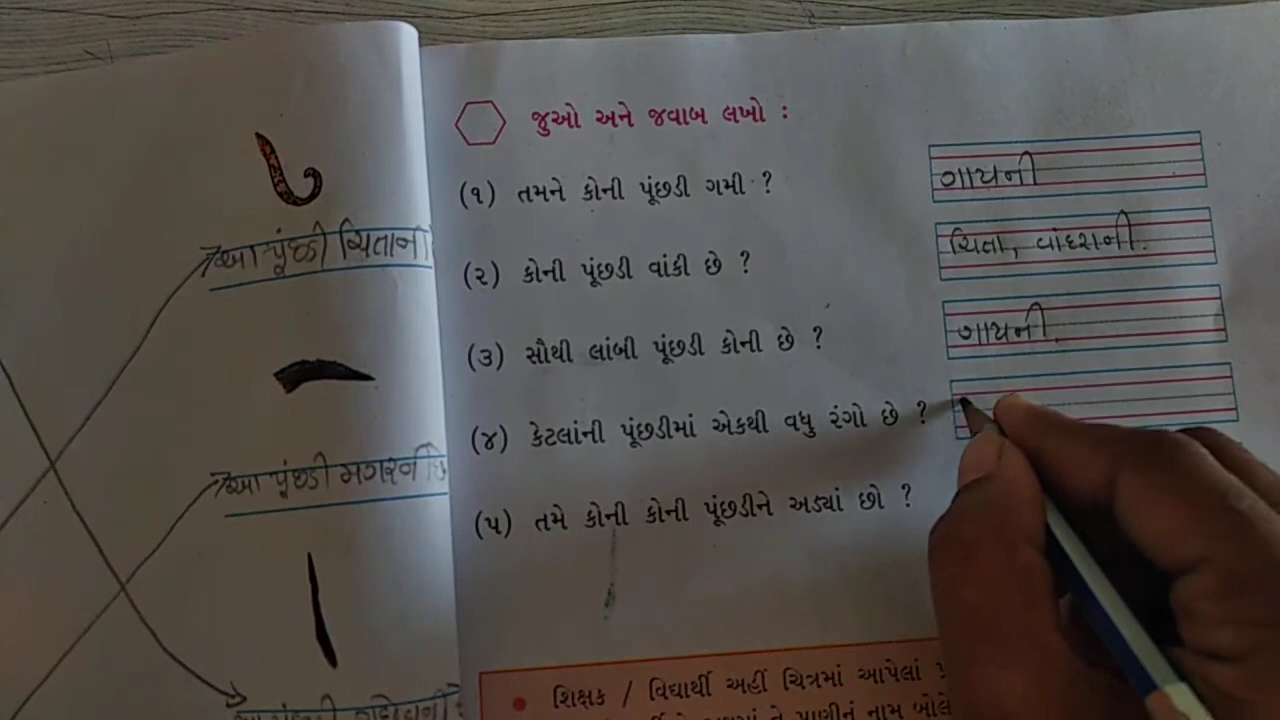 આ પૂંછડી ચિતાની
આ પૂંછડી મગરની છે
જુઓ અને જવાબ લખો :
(૧) તમને કોની પૂંછડી ગમી ?
ગાયની
(૨) કોની પૂંછડી વાંકી છે ?
ચિતા, વાંદરાની.
(૩) સૌથી લાંબી પૂંછડી કોની છે ?
ગાયની.
(૪) કેટલાંની પૂંછડીમાં એકથી વધુ રંગો છે ?
(૫) તમે કોની કોની પૂંછડીને અડ્યાં છો ?
• શિક્ષક / વિદ્યાર્થી અહીં ચિત્રમાં આપેલાં
પ્રાણીનું નામ બોલે